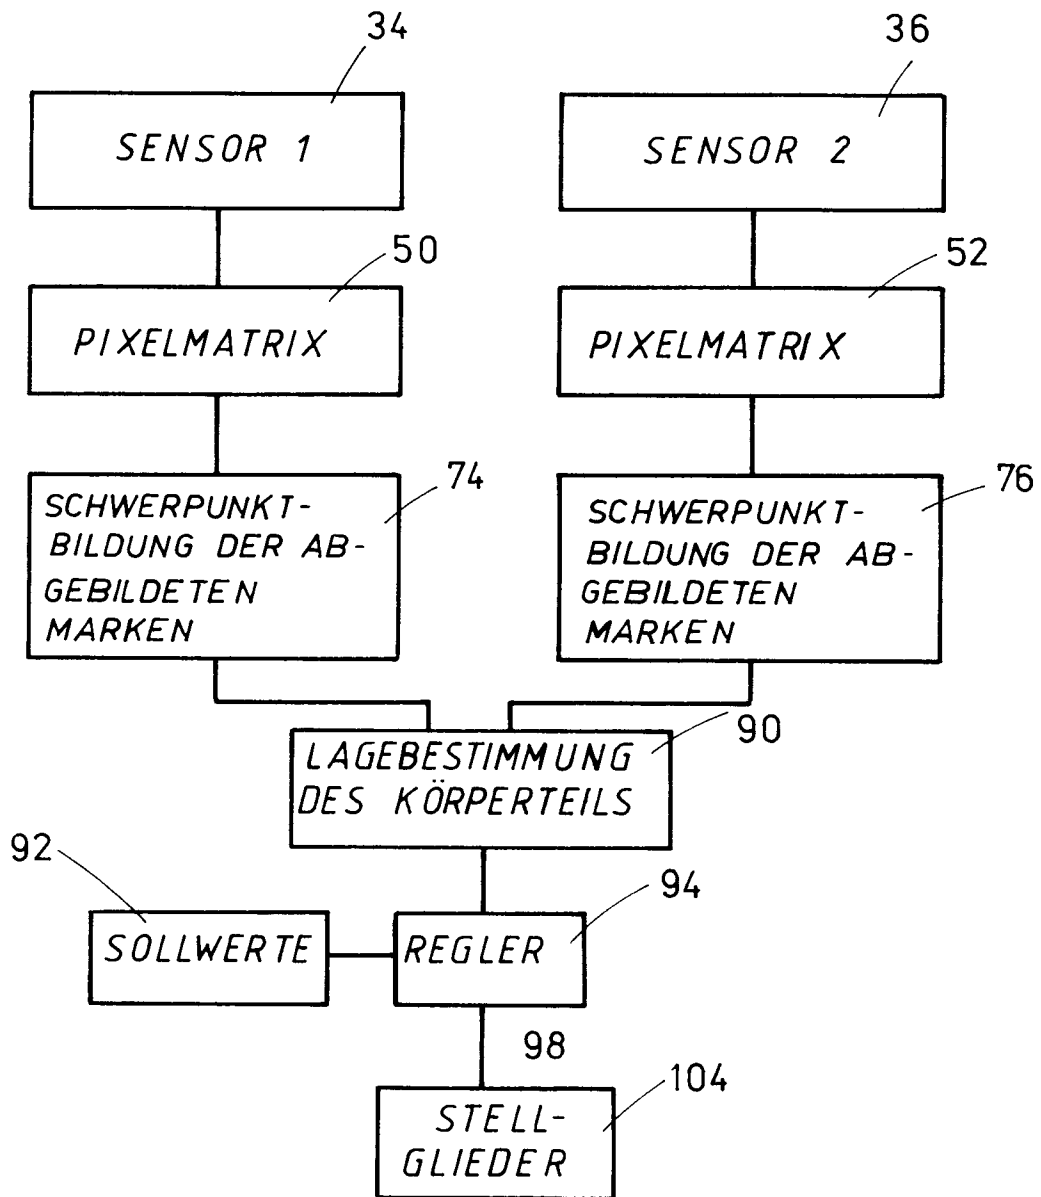 34
36
SENSOR 1
SENSOR 2
50
52
PIXELMATRIX
PIXELMATRIX
74
76
SCHWERPUNKT-
BILDUNG DER AB-
GEBILDETEN
MARKEN
SCHWERPUNKT-
BILDUNG DER AB-
GEBILDETEN
MARKEN
90
LAGEBESTIMMUNG
DES KÖRPERTEILS
92
94
SOLLWERTE
REGLER
98
104
STELL-
GLIEDER